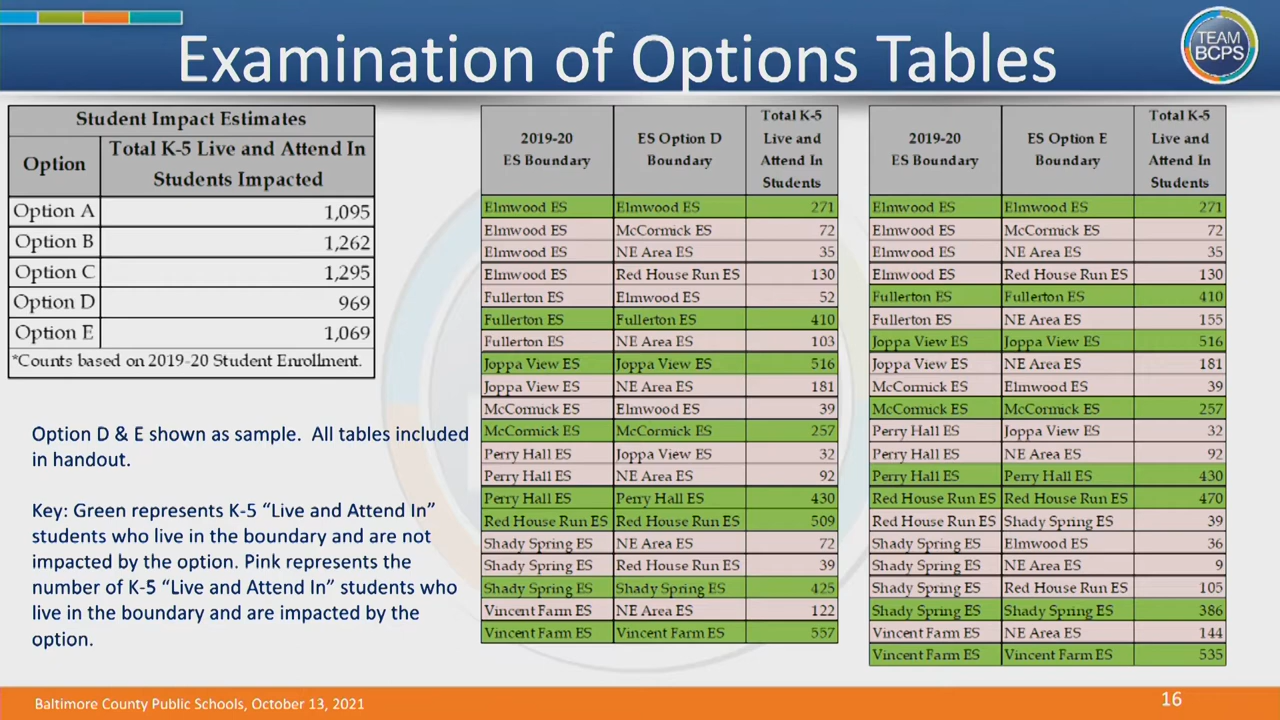 Examination of Options Tables
TEAM
BCPS
Student Impact Estimates
Option
Total K-5 Live and Attend In
Students Impacted
Option A 1,095
Option B 1,262
Option C 1,295
Option D 969
Option E 1,069
*Counts based on 2019-20 Student Enrollment.
Option D & E shown as sample. All tables included
in handout.
Key: Green represents K-5 “Live and Attend In”
students who live in the boundary and are not
impacted by the option. Pink represents the
number of K-5 “Live and Attend In” students who
live in the boundary and are impacted by the
option.
2019-20
ES Boundary
ES Option D
Boundary
Total K-5
Live and
Attend In
Students
Elmwood ES Elmwood ES 271
Elmwood ES McCormick ES 72
Elmwood ES NE Area ES 35
Elmwood ES Red House Run ES 130
Fullerton ES Elmwood ES 52
Fullerton ES Fullerton ES 410
Fullerton ES NE Area ES 103
Joppa View ES Joppa View ES 516
Joppa View ES NE Area ES 181
McCormick ES Elmwood ES 39
McCormick ES McCormick ES 257
Perry Hall ES Joppa View ES 32
Perry Hall ES NE Area ES 92
Perry Hall ES Perry Hall ES 430
Red House Run ES Red House Run ES 509
Shady Spring ES NE Area ES 72
Shady Spring ES Red House Run ES 39
Shady Spring ES Shady Spring ES 425
Vincent Farm ES NE Area ES 122
Vincent Farm ES Vincent Farm ES 557
2019-20
ES Boundary
ES Option E
Boundary
Total K-5
Live and
Attend In
Students
Elmwood ES Elmwood ES 271
Elmwood ES McCormick ES 72
Elmwood ES NE Area ES 35
Elmwood ES Red House Run ES 130
Fullerton ES Fullerton ES 410
Fullerton ES NE Area ES 155
Joppa View ES Joppa View ES 516
Joppa View ES NE Area ES 181
McCormick ES Elmwood ES 39
McCormick ES McCormick ES 257
Perry Hall ES Joppa View ES 32
Perry Hall ES NE Area ES 92
Perry Hall ES Perry Hall ES 430
Red House Run ES Red House Run ES 470
Red House Run ES Shady Spring ES 39
Shady Spring ES Elmwood ES 36
Shady Spring ES NE Area ES 9
Shady Spring ES Red House Run ES 105
Shady Spring ES Shady Spring ES 386
Vincent Farm ES NE Area ES 144
Vincent Farm ES Vincent Farm ES 535
Baltimore County Public Schools, October 13, 2021
16